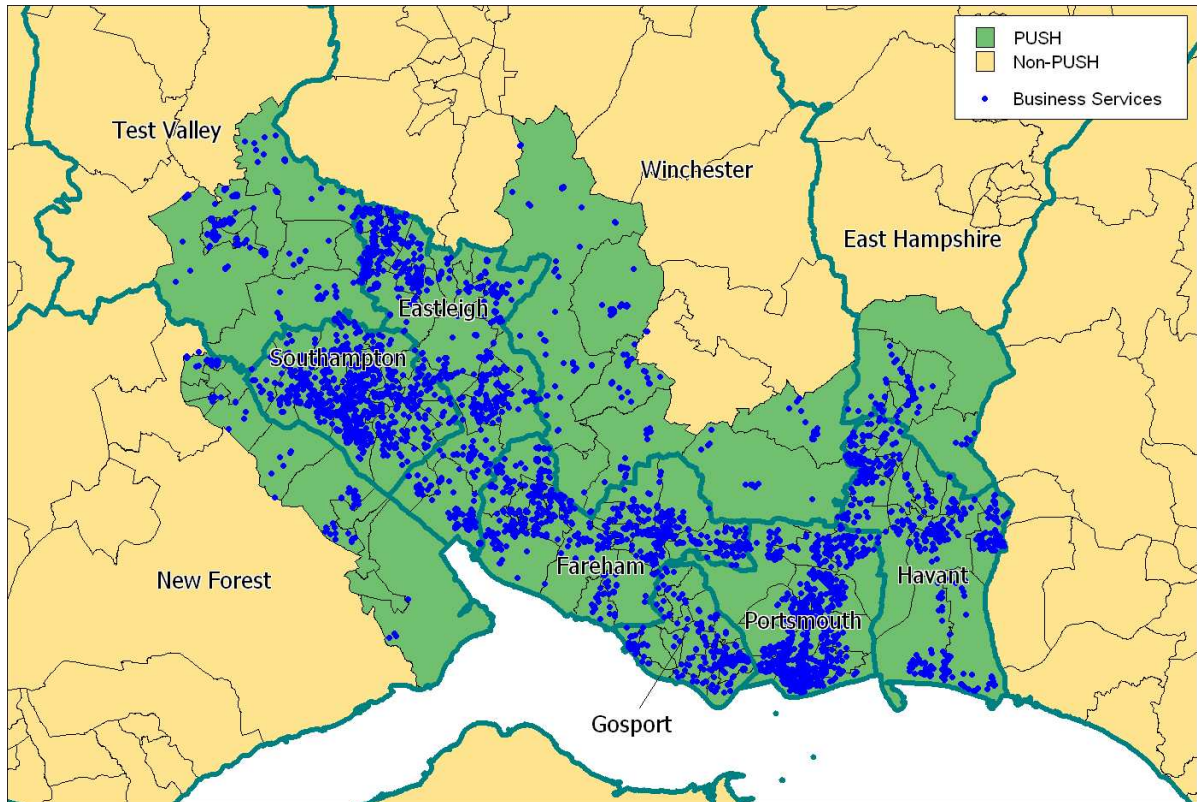 PUSH
Non-PUSH
Business Services
Test Valley
Winchester
East Hampshire
Eastleigh
Southampton
New Forest
Fareham
Havant
Portsmouth
Gosport